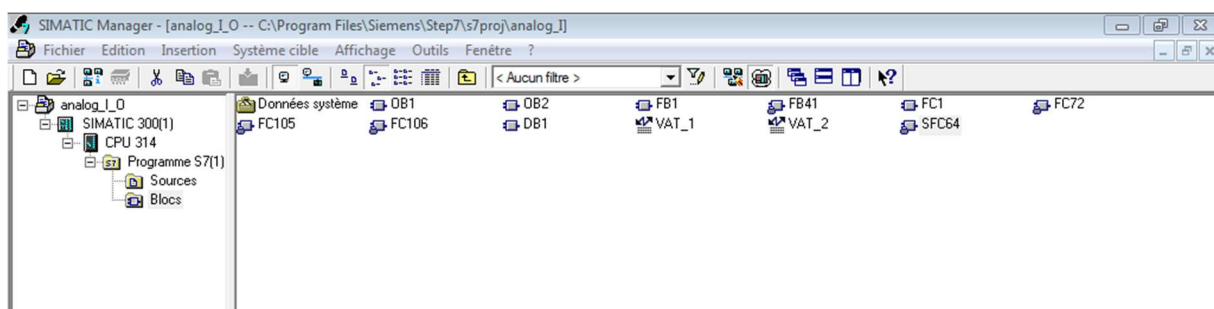 SIMATIC Manager - [analog_I_O -- C:\Program Files\Siemens\Step7\s7proj\analog_I]
Fichier Edition Insertion Système cible Affichage Outils Fenêtre ?
< Aucun filtre >
analog_I_O
SIMATIC 300(1)
CPU 314
Programme S7(1)
Sources
Blocs
Données système OB1 OB2 FB1 FB41 FC1 FC72
FC105 FC106 DB1 VAT_1 VAT_2 SFC64